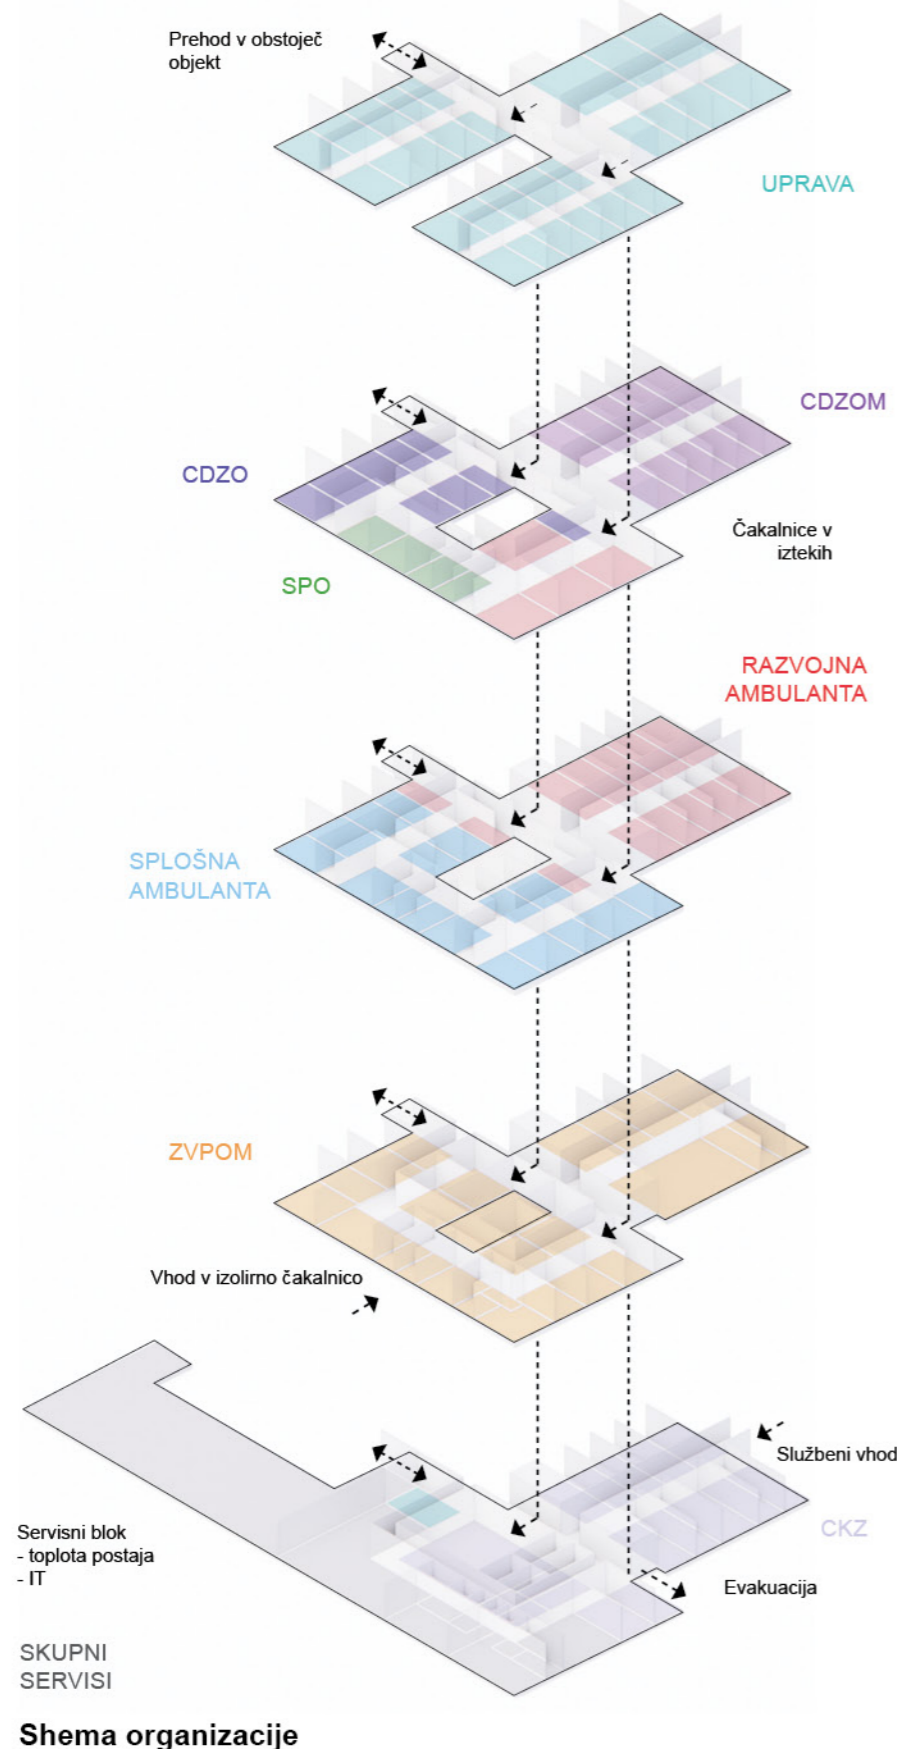 Prehod v obstoječ
objekt
UPRAVA
CDZOM
CDZO
Čakalnice v
iztekih
SPO
RAZVOJNA
AMBULANTA
SPLOŠNA
AMBULANTA
ZVPOM
Vhod v izolirno čakalnico
Službeni vhod
CKZ
Servisni blok
- toplota postaja
- IT
Evakuacija
SKUPNI
SERVISI
Shema organizacije